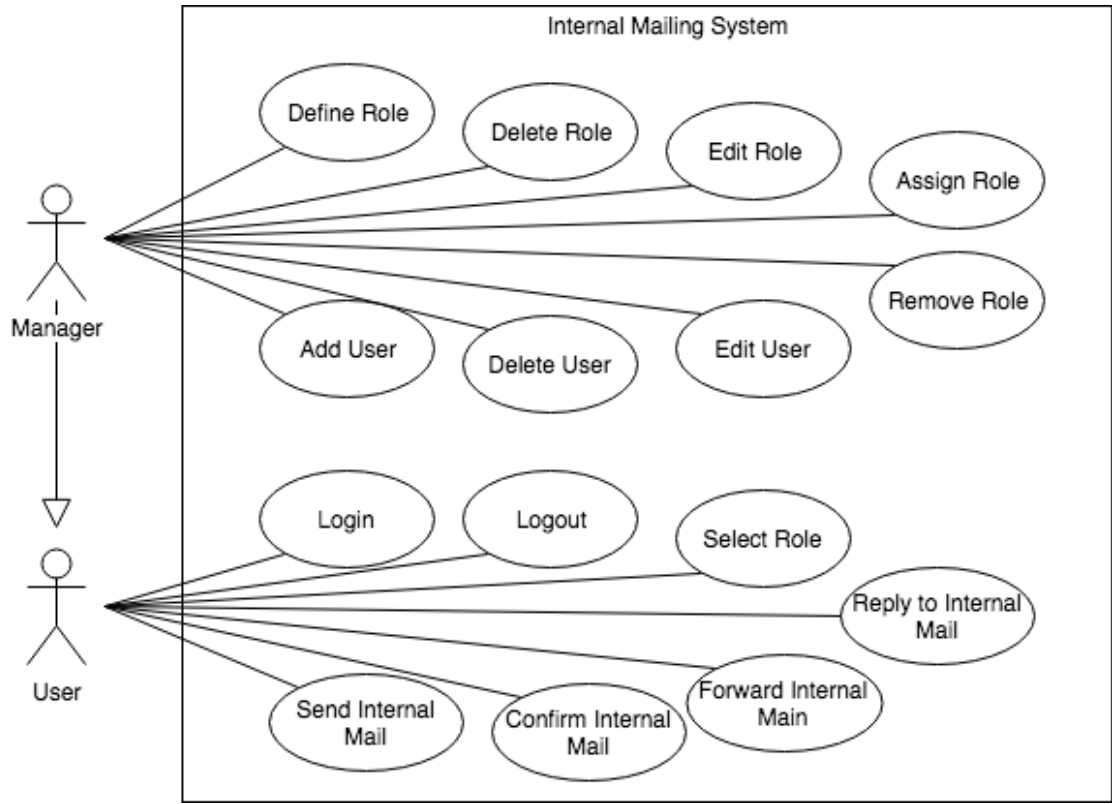 Internal Mailing System
Define Role
Delete Role
Edit Role
Assign Role
Manager
Remove Role
Add User
Delete User
Edit User
Login
Logout
Select Role
Reply to Internal
Mail
User
Send Internal
Mail
Confirm Internal
Mail
Forward Internal
Main